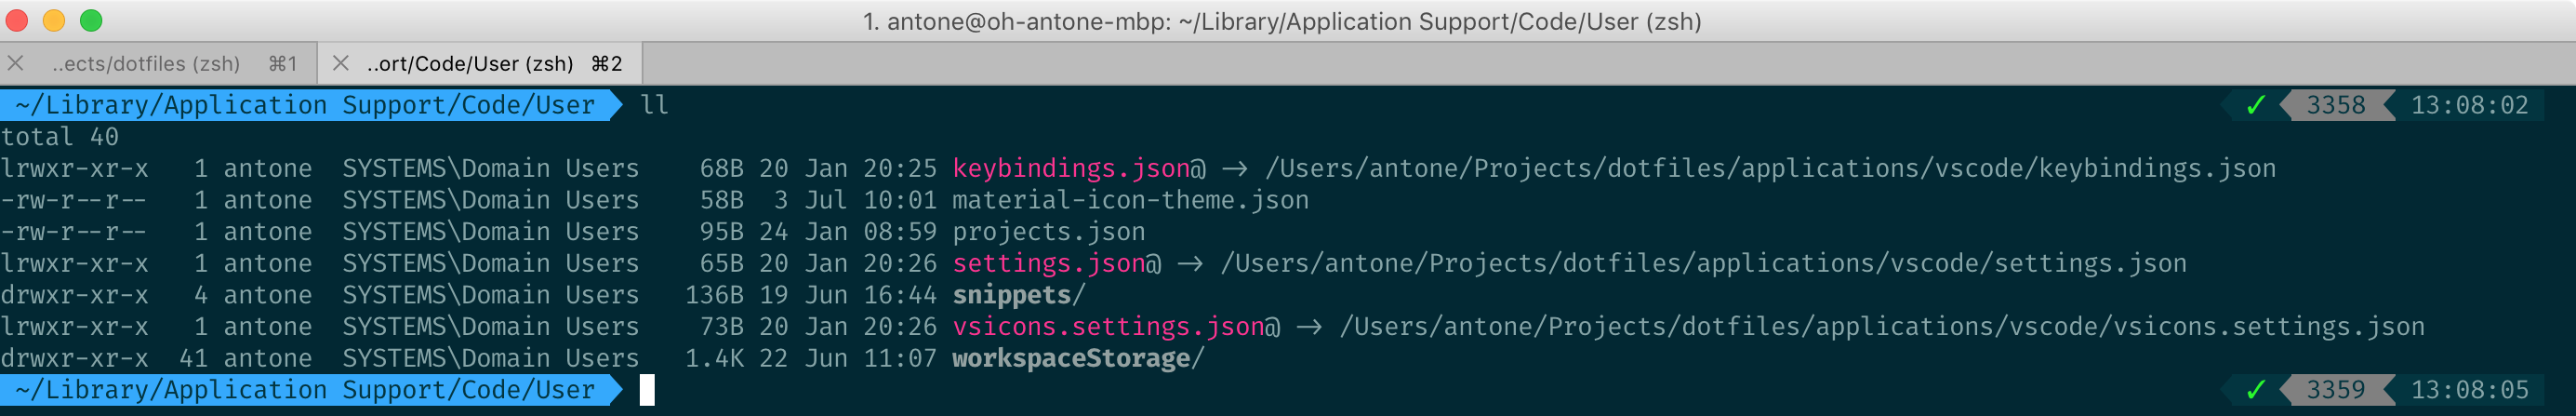 1. antone@oh-antone-mbp: ~/Library/Application Support/Code/User (zsh)
..ects/dotfiles (zsh) ⌘1 ..ort/Code/User (zsh) ⌘2
~/Library/Application Support/Code/User ll ✓ 3358 13:08:02
total 40
lrwxr-xr-x 1 antone SYSTEMS\Domain Users 68B 20 Jan 20:25 keybindings.json@ -> /Users/antone/Projects/dotfiles/applications/vscode/keybindings.json
-rw-r--r-- 1 antone SYSTEMS\Domain Users 58B 3 Jul 10:01 material-icon-theme.json
-rw-r--r-- 1 antone SYSTEMS\Domain Users 95B 24 Jan 08:59 projects.json
lrwxr-xr-x 1 antone SYSTEMS\Domain Users 65B 20 Jan 20:26 settings.json@ -> /Users/antone/Projects/dotfiles/applications/vscode/settings.json
drwxr-xr-x 4 antone SYSTEMS\Domain Users 136B 19 Jun 16:44 snippets/
lrwxr-xr-x 1 antone SYSTEMS\Domain Users 73B 20 Jan 20:26 vsicons.settings.json@ -> /Users/antone/Projects/dotfiles/applications/vscode/vsicons.settings.json
drwxr-xr-x 41 antone SYSTEMS\Domain Users 1.4K 22 Jun 11:07 workspaceStorage/
~/Library/Application Support/Code/User ✓ 3359 13:08:05